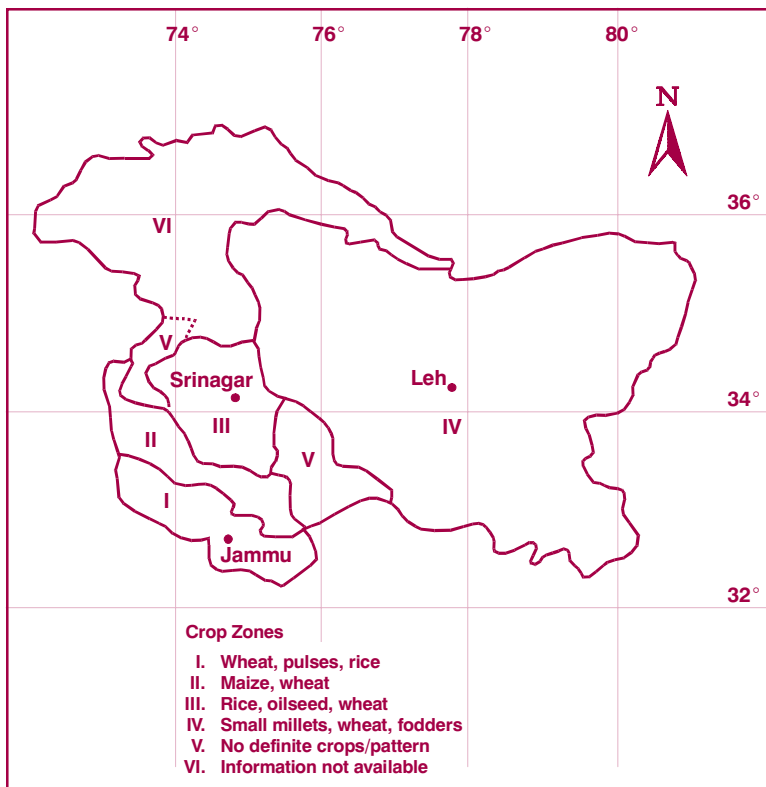 74° 76° 78° 80°
N
36°
VI
V
Srinagar
Leh
34°
II
III
IV
V
I
Jammu
32°
Crop Zones
I. Wheat, pulses, rice
II. Maize, wheat
III. Rice, oilseed, wheat
IV. Small millets, wheat, fodders
V. No definite crops/pattern
VI. Information not available